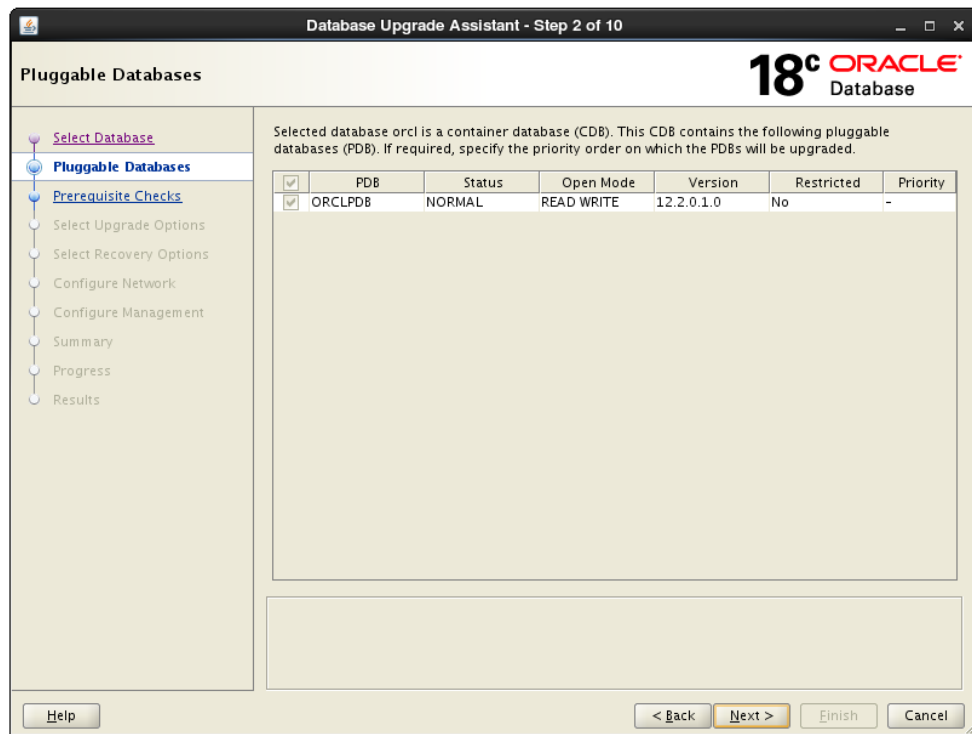 Database Upgrade Assistant - Step 2 of 10
Pluggable Databases
18c ORACLE
Database
Select Database
Pluggable Databases
Prerequisite Checks
Select Upgrade Options
Select Recovery Options
Configure Network
Configure Management
Summary
Progress
Results
Selected database orcl is a container database (CDB). This CDB contains the following pluggable
databases (PDB). If required, specify the priority order on which the PDBs will be upgraded.
PDB Status Open Mode Version Restricted Priority
ORCLPDB NORMAL READ WRITE 12.2.0.1.0 No -
Help < Back Next > Finish Cancel